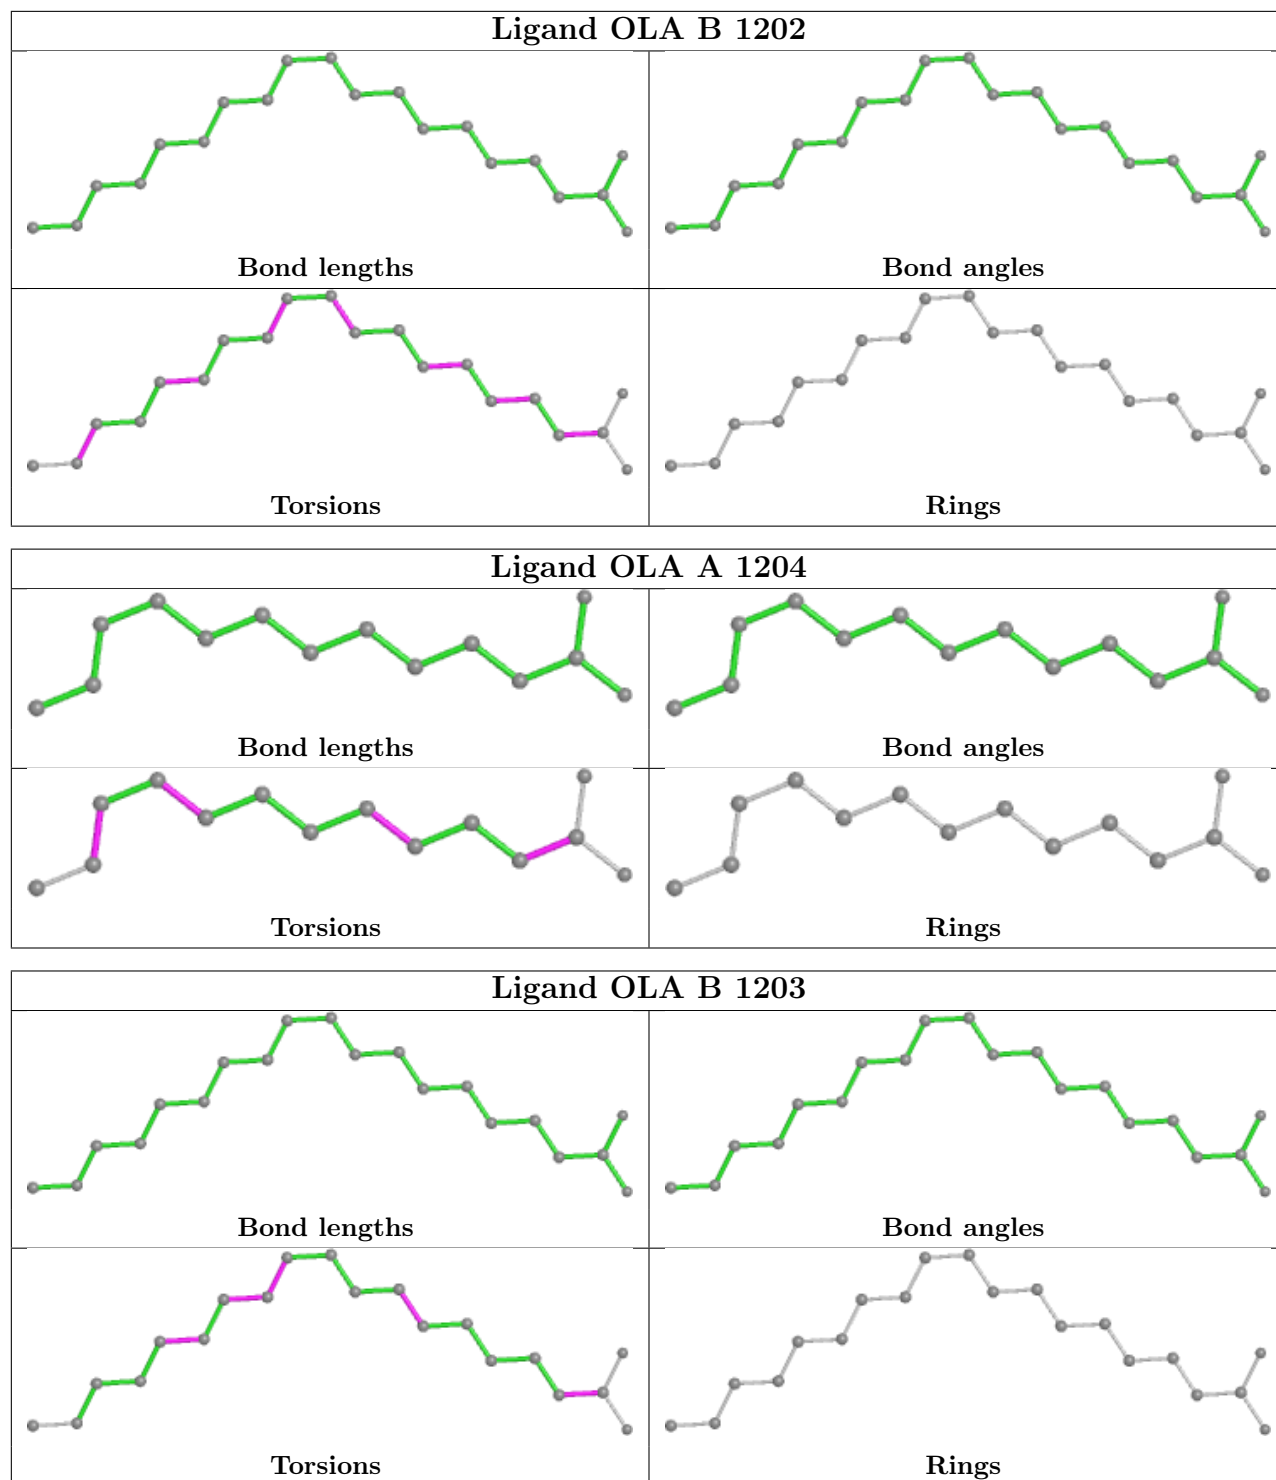 Ligand OLA B 1202
Bond lengths
Bond angles
Torsions
Rings
Ligand OLA A 1204
Bond lengths
Bond angles
Torsions
Rings
Ligand OLA B 1203
Bond lengths
Bond angles
Torsions
Rings